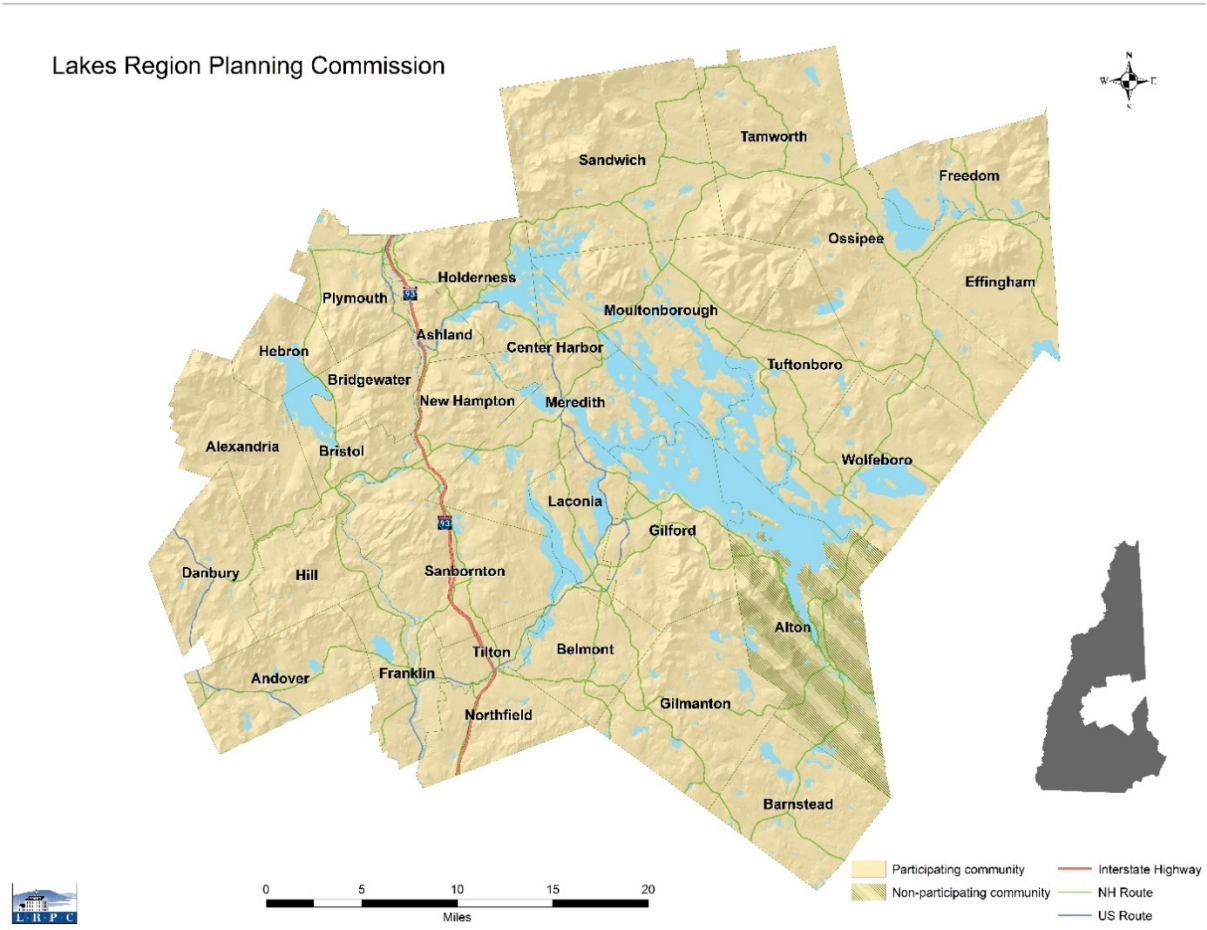 Lakes Region Planning Commission
N
W E
S
Tamworth
Sandwich
Freedom
Ossipee
Holderness
Effingham
93
Plymouth
Moultonborough
Ashland
Center Harbor
Hebron
Tuftonboro
Bridgewater
New Hampton
Meredith
Alexandria
Bristol
Wolfeboro
Laconia
93
Gilford
Danbury
Hill
Sanbornton
Alton
Tilton
Belmont
Andover
Franklin
Gilmanton
Northfield
Barnstead
Participating community
Interstate Highway
Non-participating community
NH Route
US Route
0 5 10 15 20
Miles
L·R·P·C